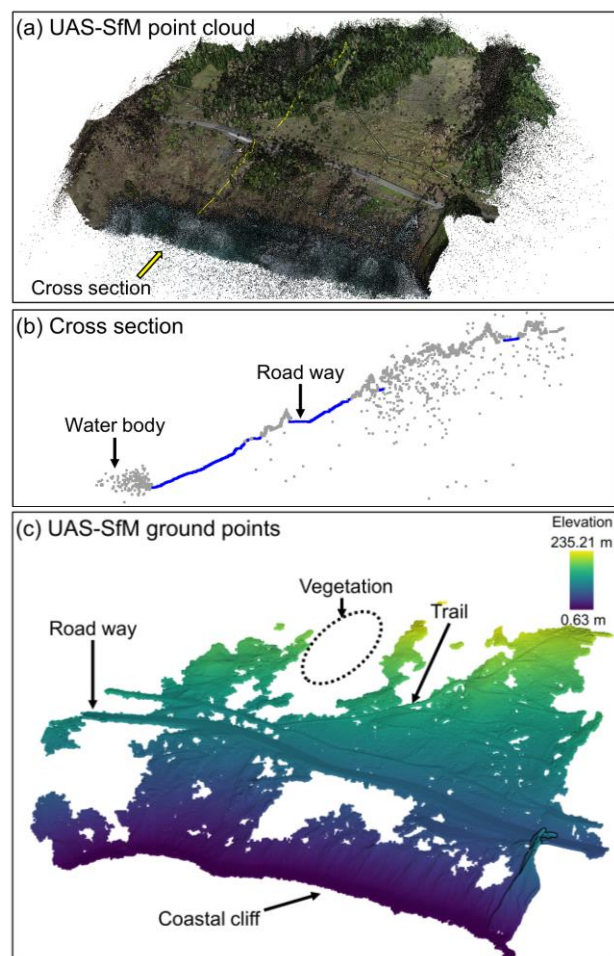 (a) UAS-SfM point cloud
Cross section
(b) Cross section
Road way
Water body
(c) UAS-SfM ground points
Elevation
235.21 m
0.63 m
Vegetation
Trail
Road way
Coastal cliff